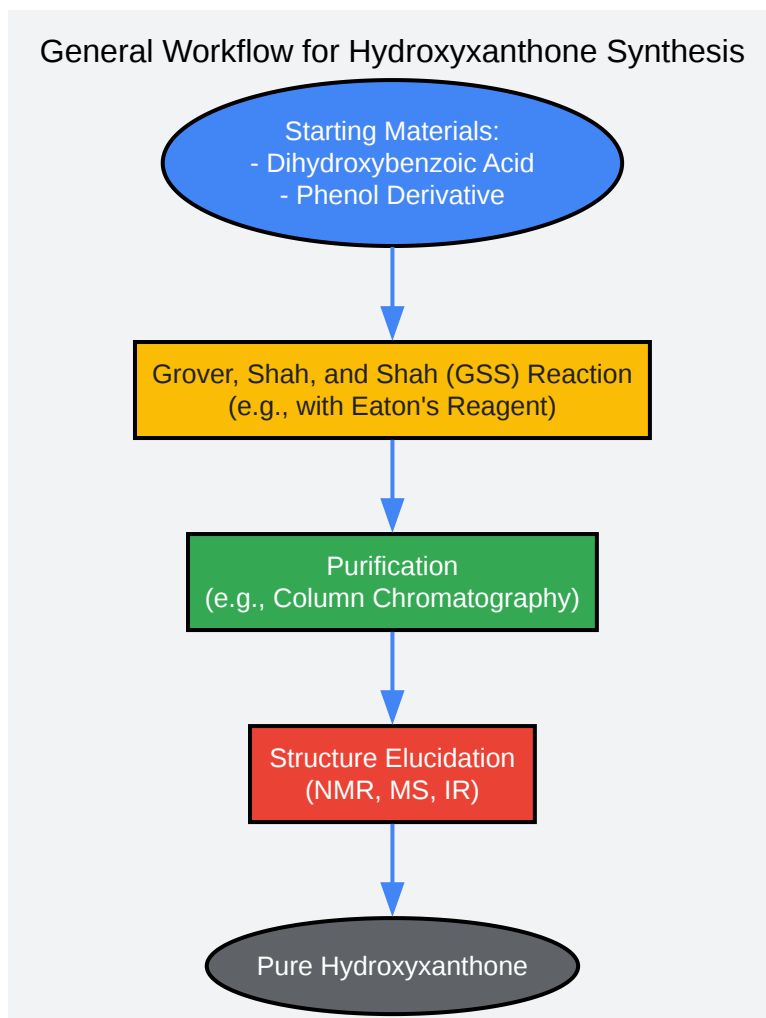 General Workflow for Hydroxyxanthone Synthesis
Starting Materials:
- Dihydroxybenzoic Acid
- Phenol Derivative
Grover, Shah, and Shah (GSS) Reaction
(e.g., with Eaton's Reagent)
Purification
(e.g., Column Chromatography)
Structure Elucidation
(NMR, MS, IR)
Pure Hydroxyxanthone